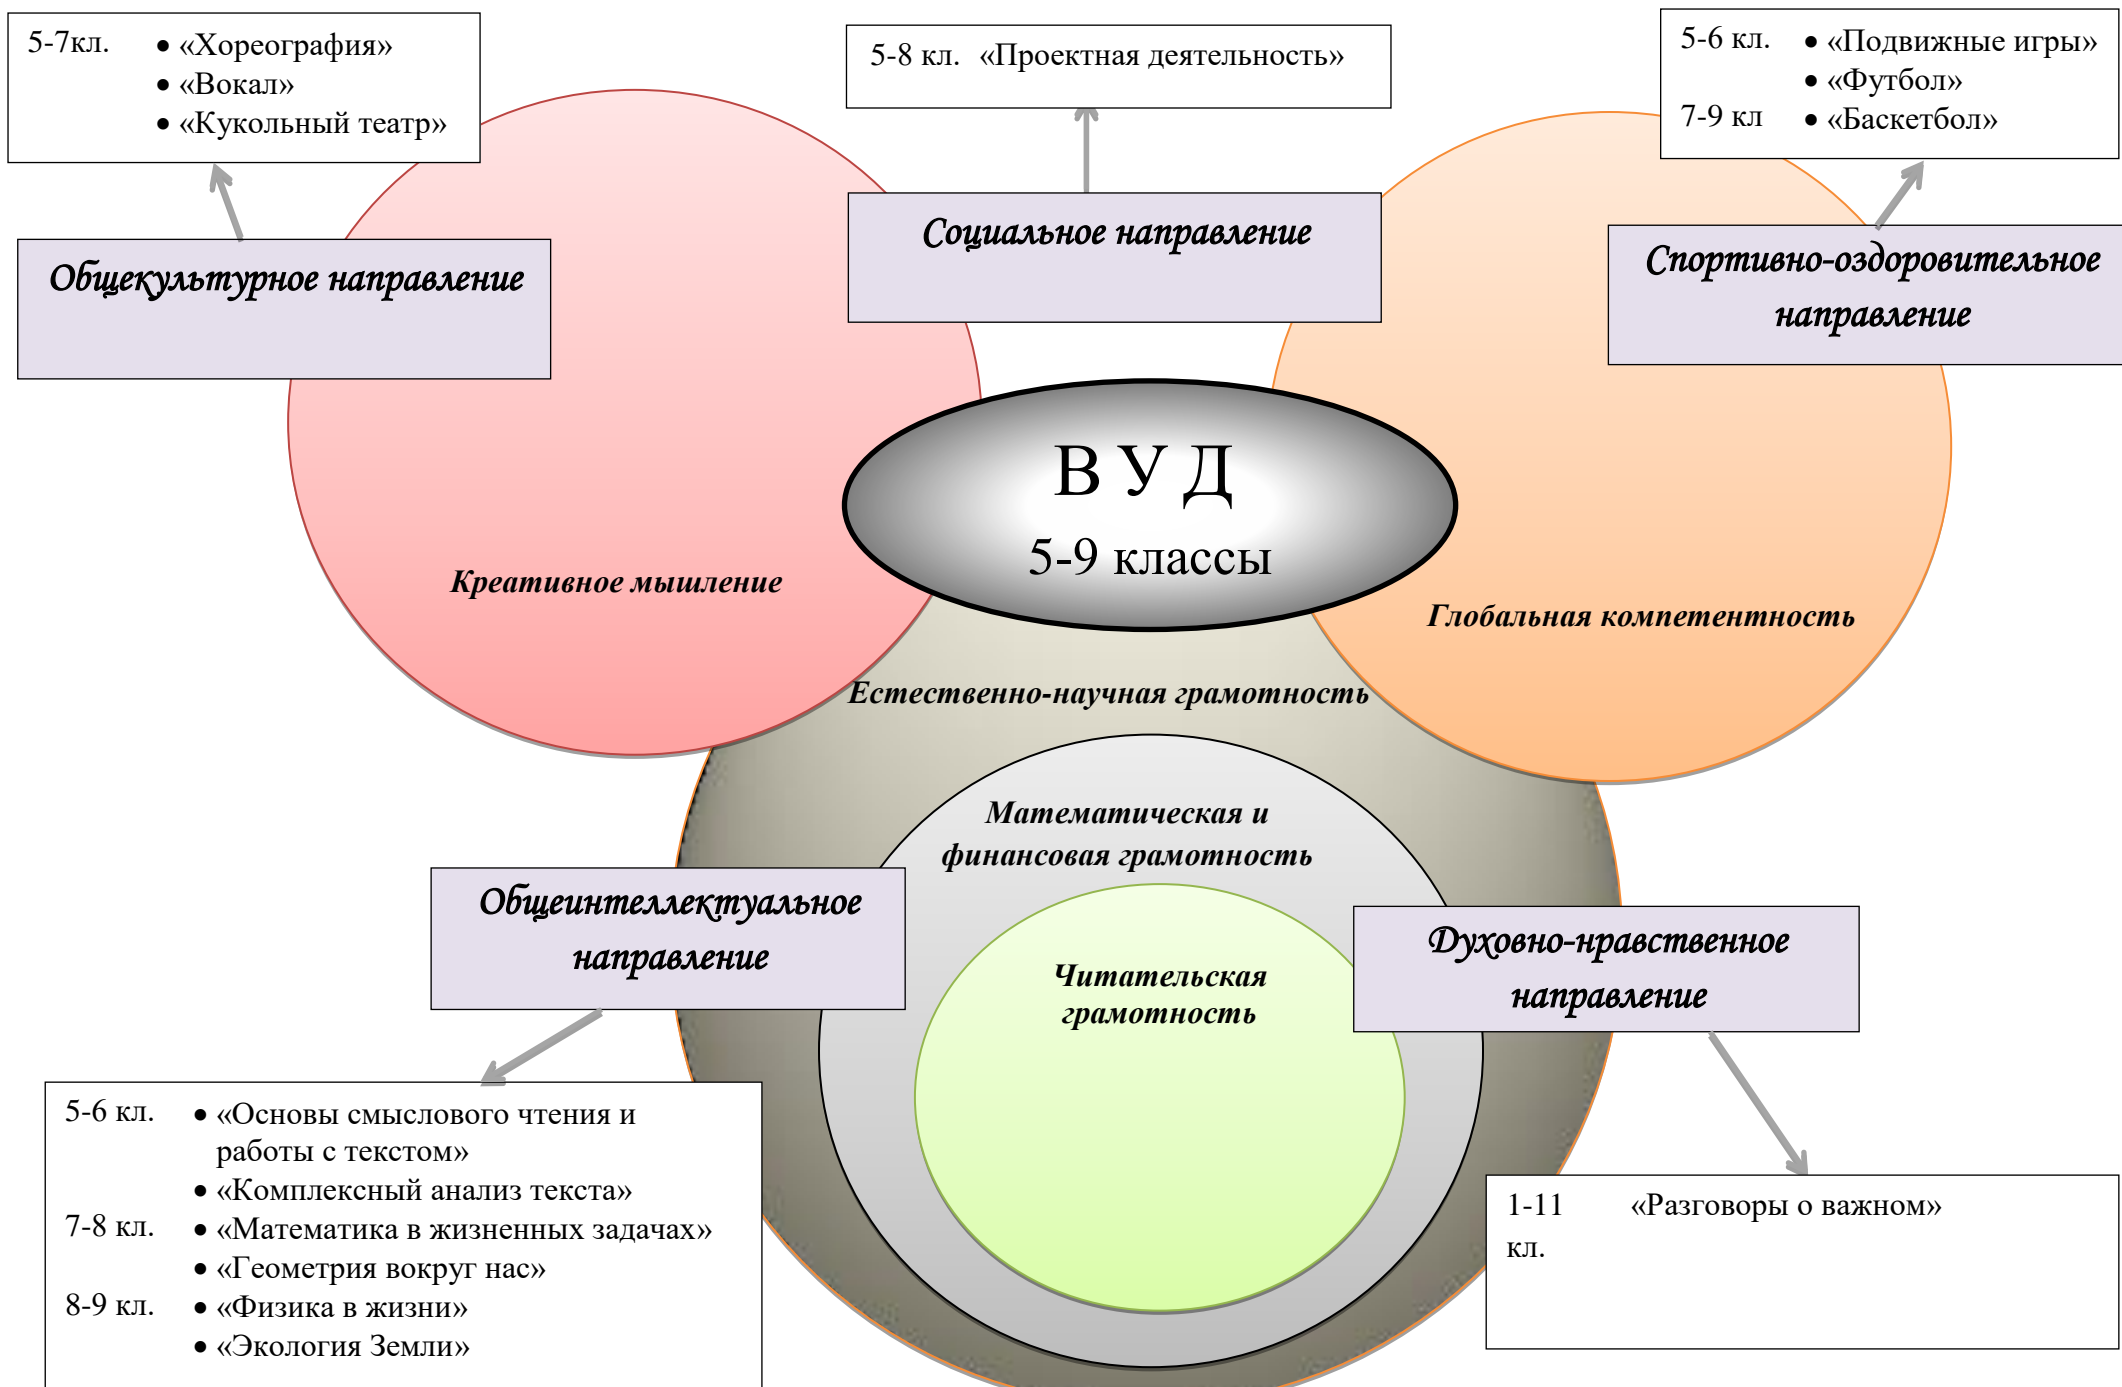 5-7кл. • «Хореография»
• «Вокал»
• «Кукольный театр»
5-8 кл. «Проектная деятельность»
5-6 кл. • «Подвижные игры»
• «Футбол»
7-9 кл • «Баскетбол»
Общекультурное направление
Социальное направление
Спортивно-оздоровительное
направление
В У Д
5-9 классы
Креативное мышление
Глобальная компетентность
Естественно-научная грамотность
Математическая и
финансовая грамотность
Читательская
грамотность
Общеинтеллектуальное
направление
Духовно-нравственное
направление
5-6 кл. • «Основы смыслового чтения и
работы с текстом»
• «Комплексный анализ текста»
7-8 кл. • «Математика в жизненных задачах»
• «Геометрия вокруг нас»
8-9 кл. • «Физика в жизни»
• «Экология Земли»
1-11 «Разговоры о важном»
кл.